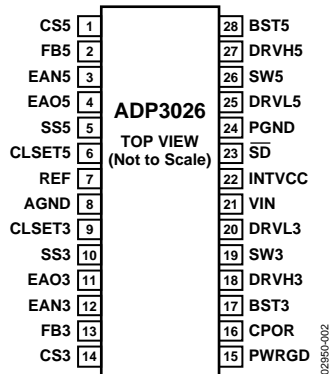 CS5 1
FB5 2
EAN5 3
EAO5 4
SS5 5
CLSET5 6
REF 7
AGND 8
CLSET3 9
SS3 10
EAO3 11
EAN3 12
FB3 13
CS3 14
ADP3026
TOP VIEW
(Not to Scale)
28 BST5
27 DRVH5
26 SW5
25 DRVL5
24 PGND
23 SD
22 INTVCC
21 VIN
20 DRVL3
19 SW3
18 DRVH3
17 BST3
16 CPOR
15 PWRGD
02950-002